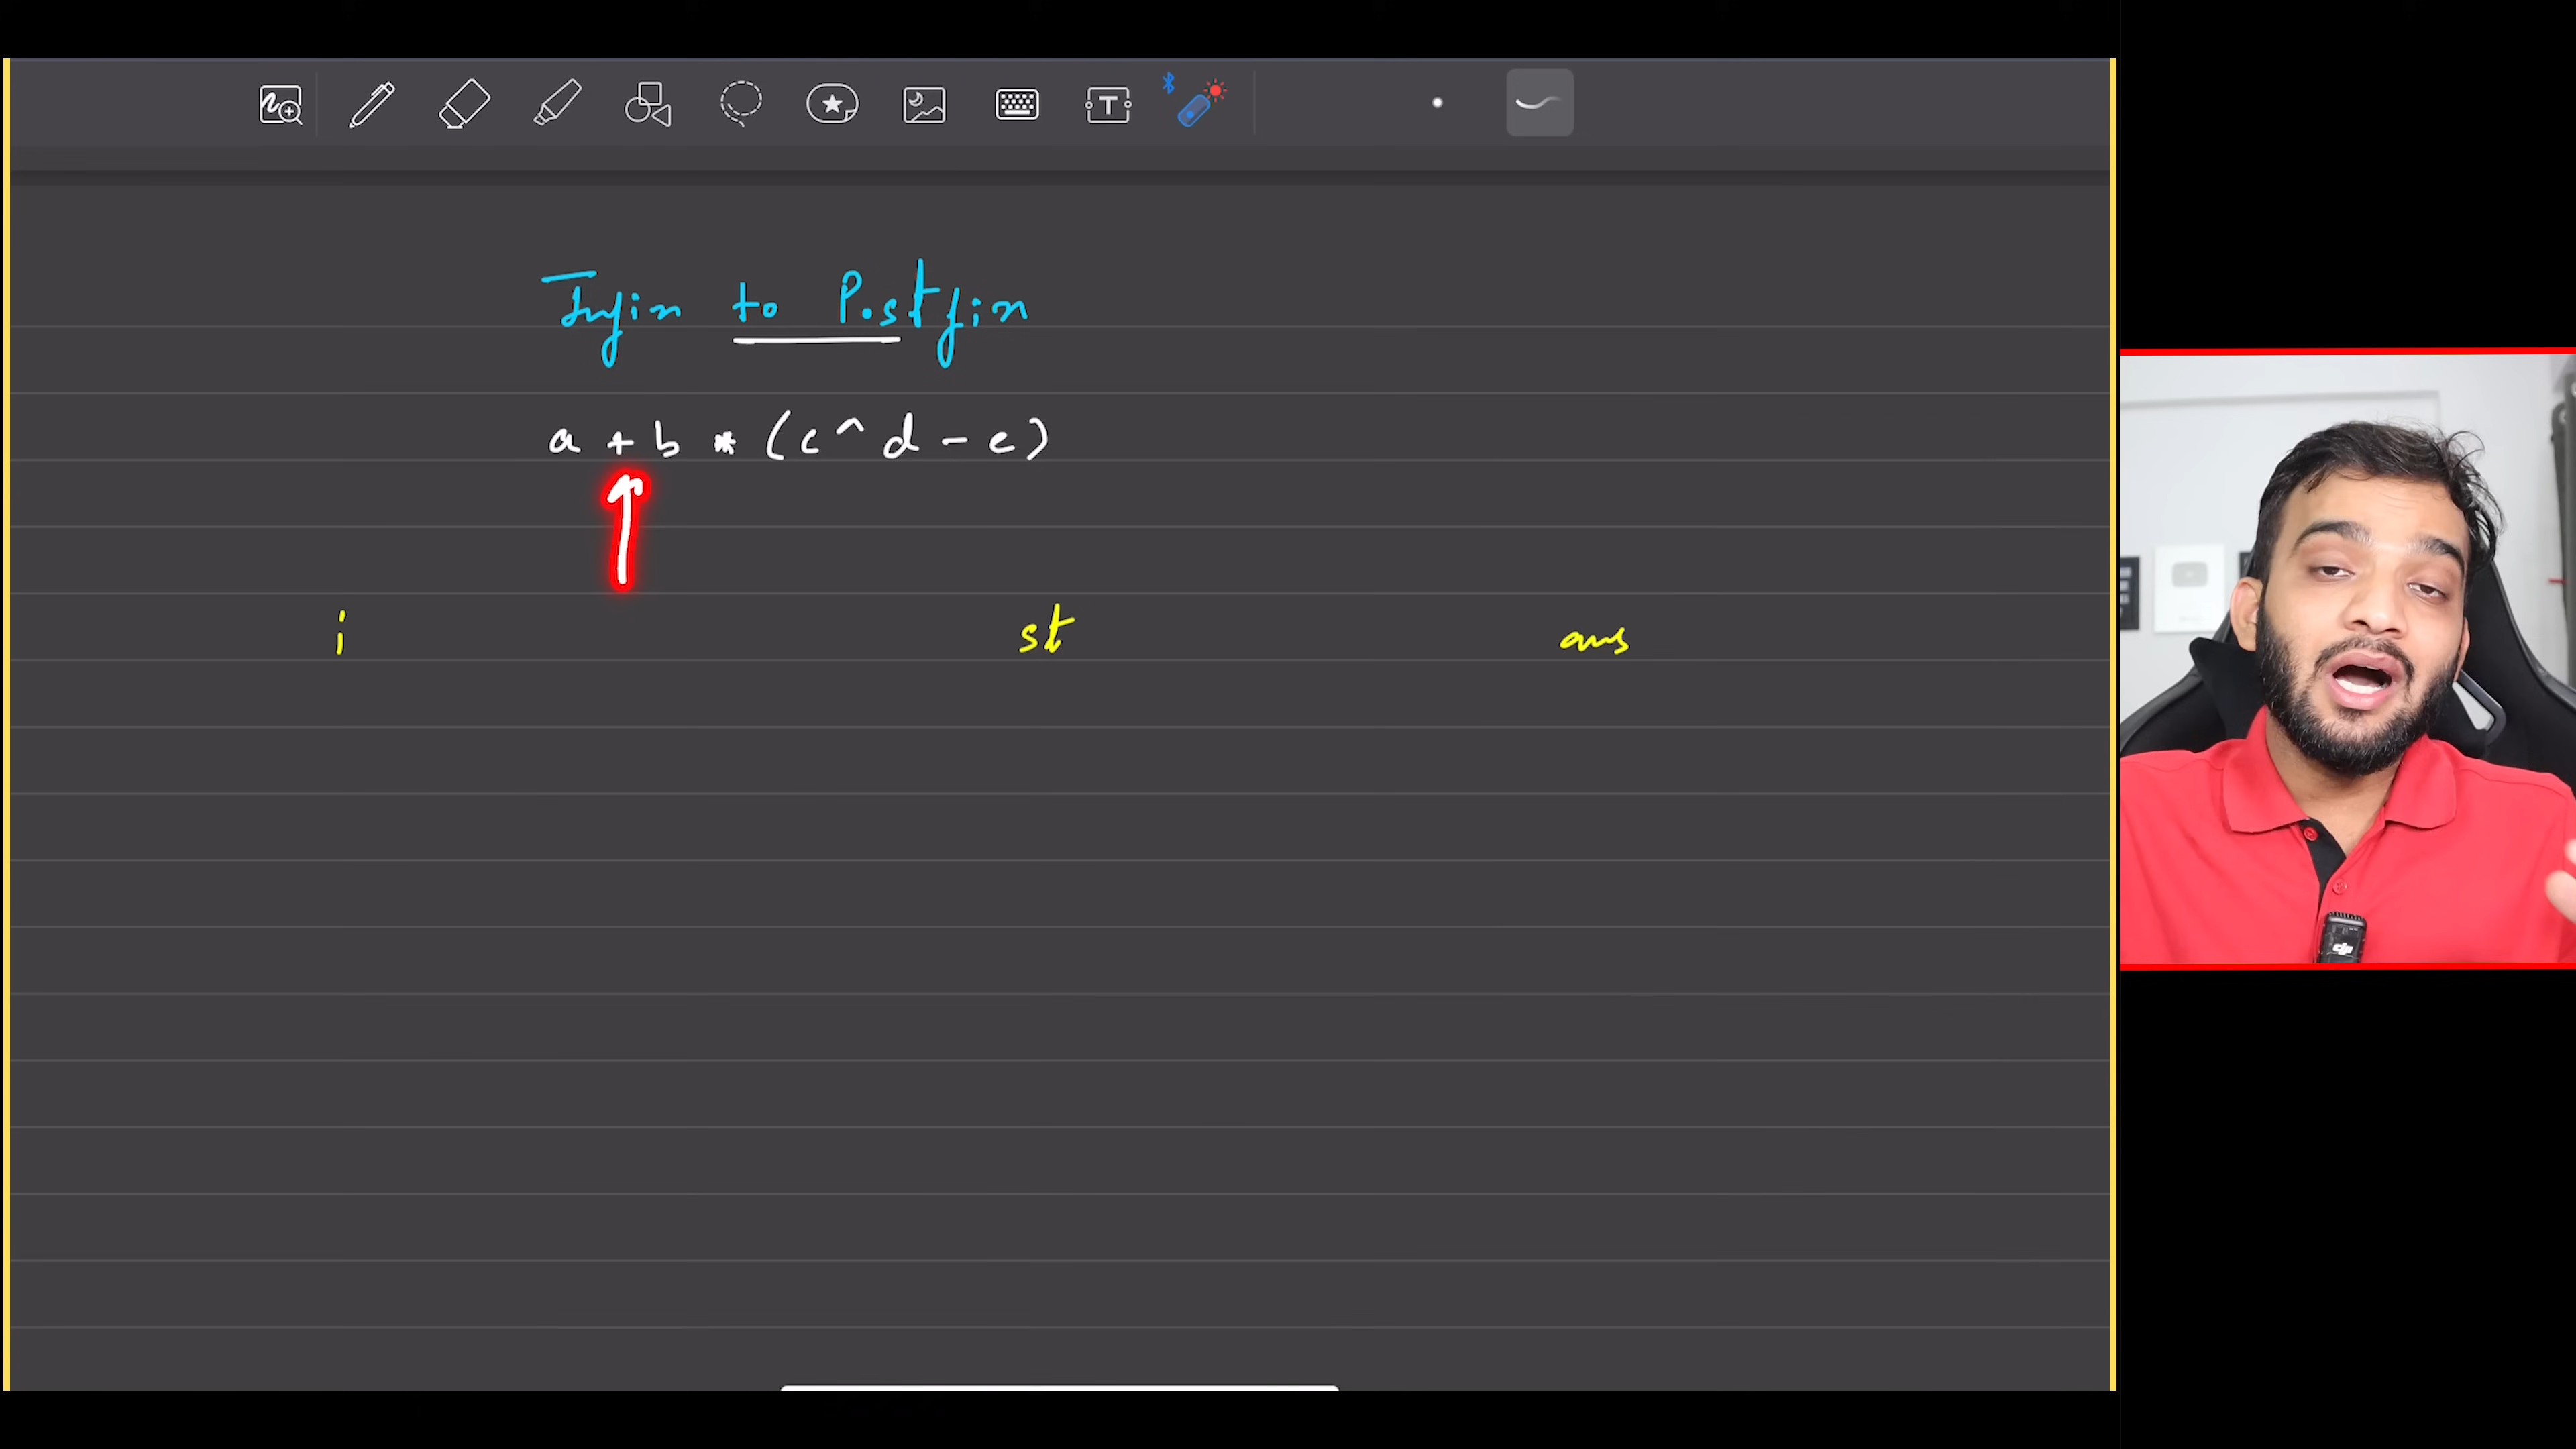 Infix to Postfix
a + b * (c ^ d - e)
i st ans